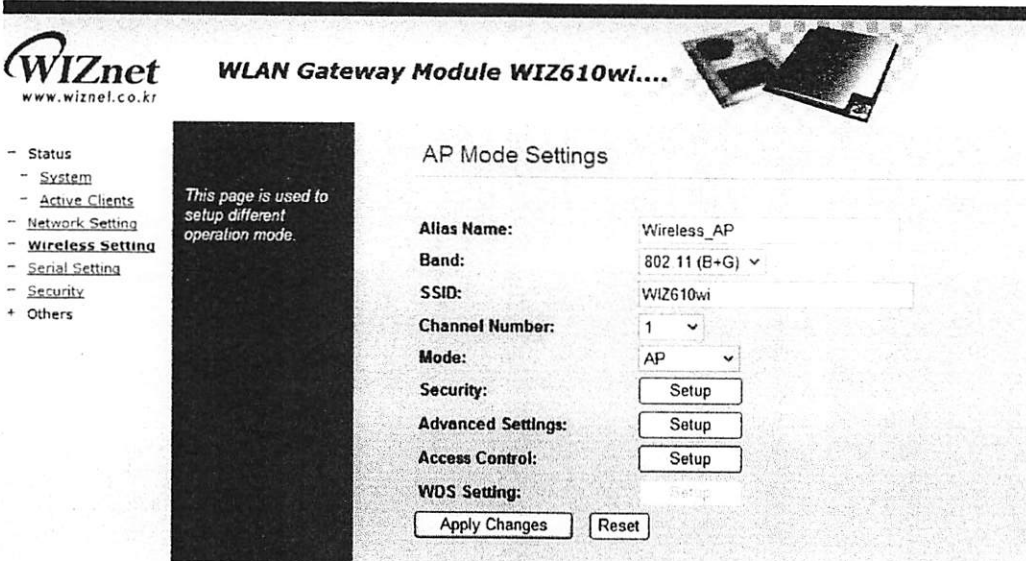 WIZnet
www.wiznet.co.kr
WLAN Gateway Module WIZ610wi....
- Status
- System
- Active Clients
- Network Setting
- Wireless Setting
- Serial Setting
- Security
+ Others
This page is used to
setup different
operation mode.
AP Mode Settings
Alias Name: Wireless_AP
Band: 802.11 (B+G)
SSID: WIZ610wi
Channel Number: 1
Mode: AP
Security: Setup
Advanced Settings: Setup
Access Control: Setup
WDS Setting: Setup
Apply Changes Reset